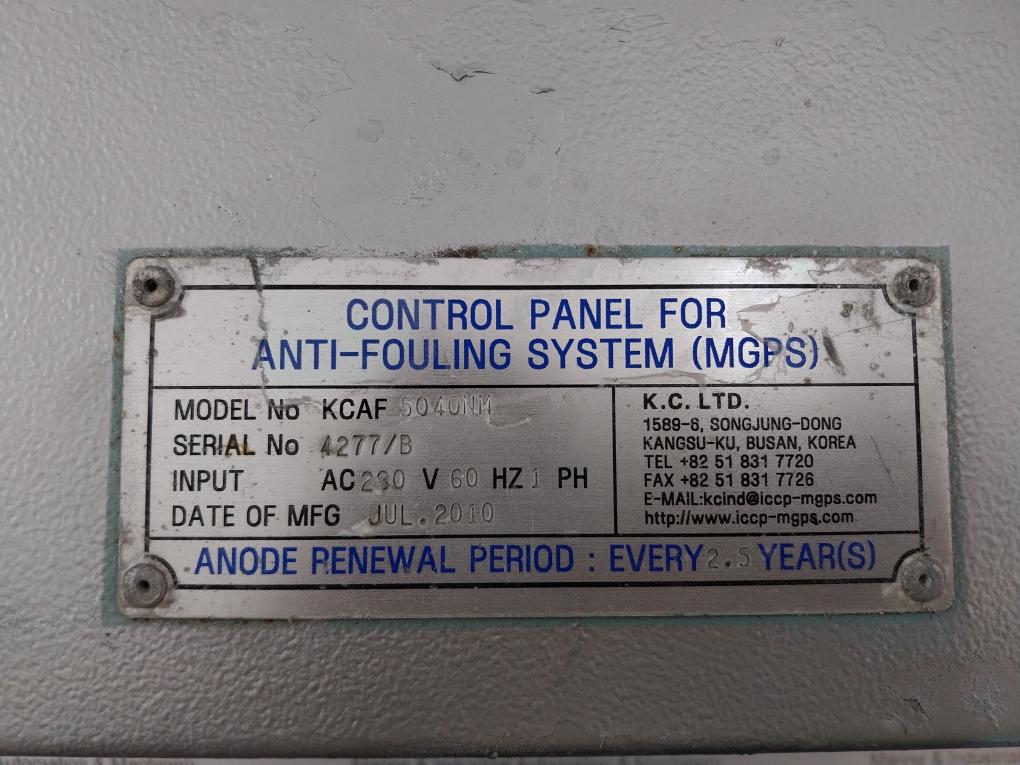 CONTROL PANEL FOR
ANTI-FOULING SYSTEM (MGPS)
MODEL No KCAF 5040NM
SERIAL No 4277/B
INPUT AC 230 V 60 HZ 1 PH
DATE OF MFG JUL.2010
K.C. LTD.
1589-6, SONGJUNG-DONG
KANGSU-KU, BUSAN, KOREA
TEL +82 51 831 7720
FAX +82 51 831 7726
E-MAIL:kcind@iccp-mgps.com
http://www.iccp-mgps.com
ANODE RENEWAL PERIOD : EVERY 2.5 YEAR(S)